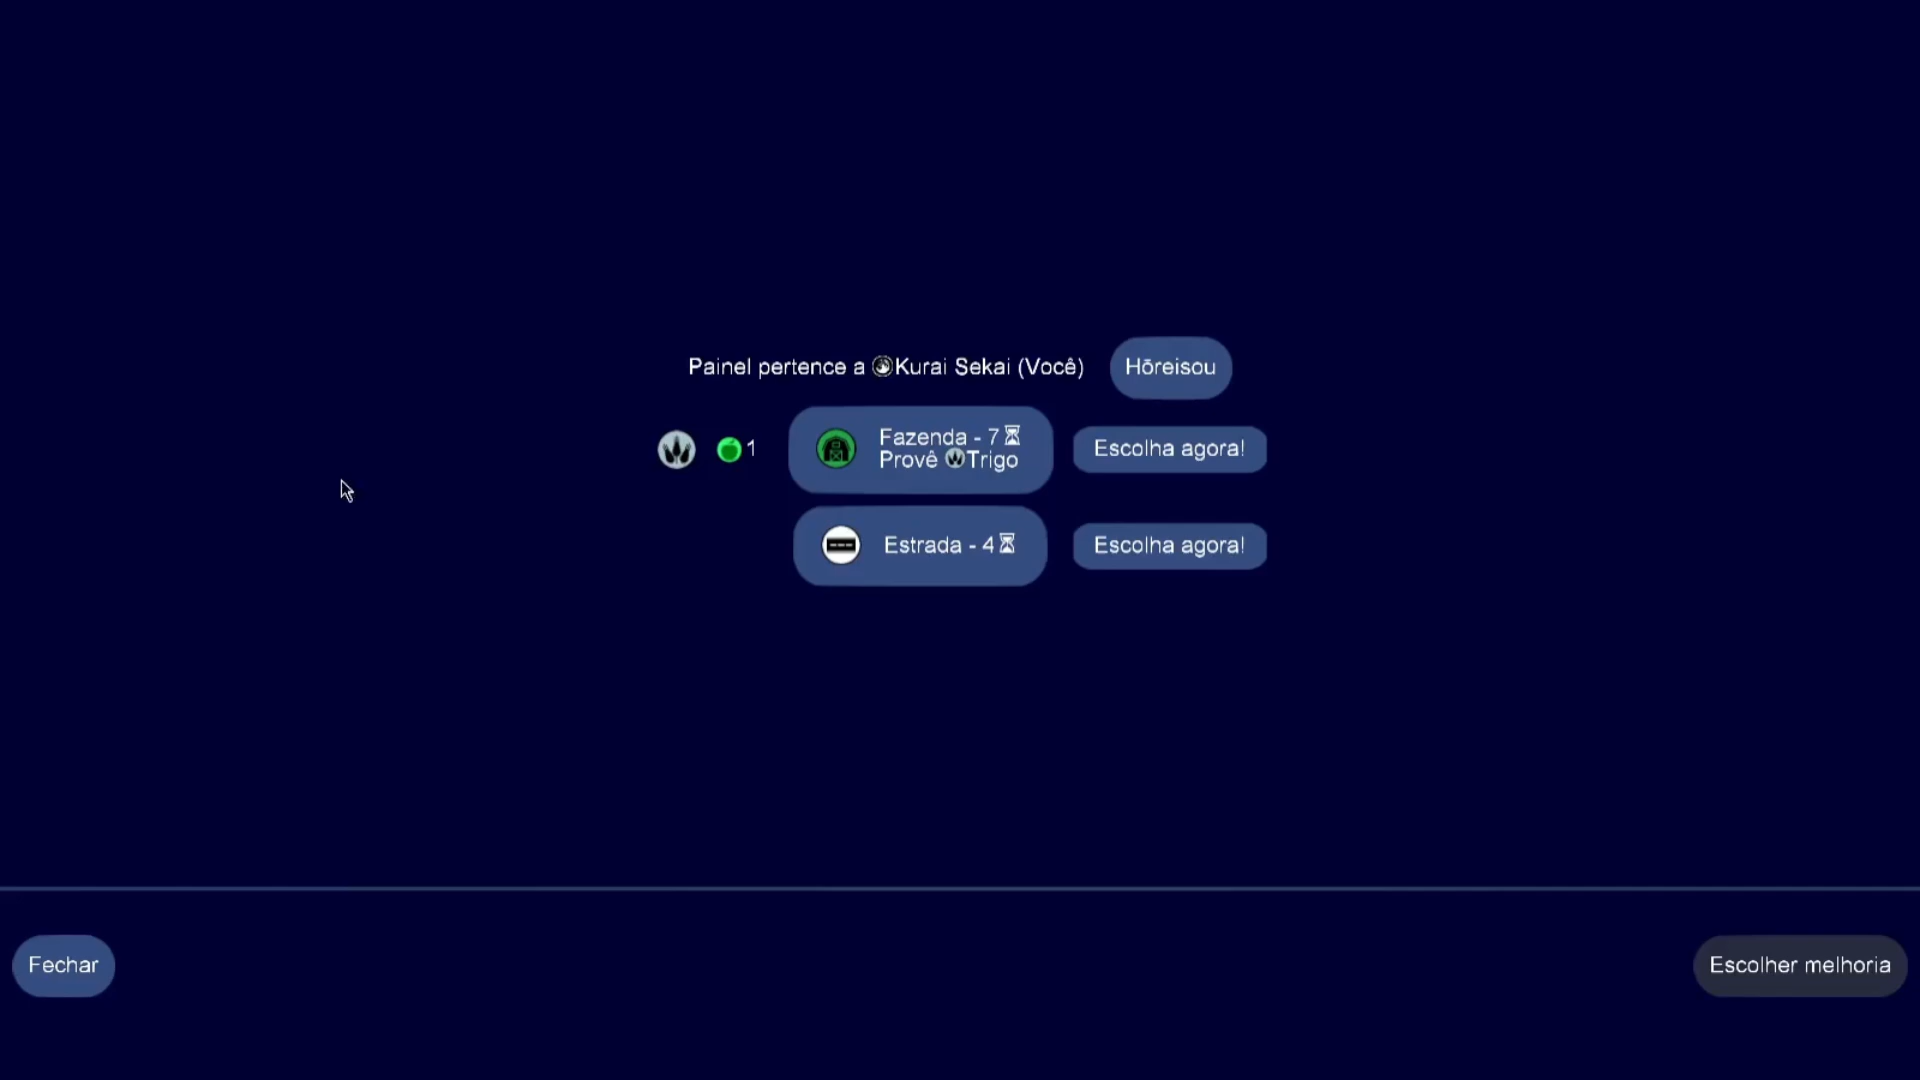 Painel pertence a Kurai Sekai (Você)
Hōreisou
1
Fazenda - 7
Provê Trigo
Escolha agora!
Estrada - 4
Escolha agora!
Fechar
Escolher melhoria